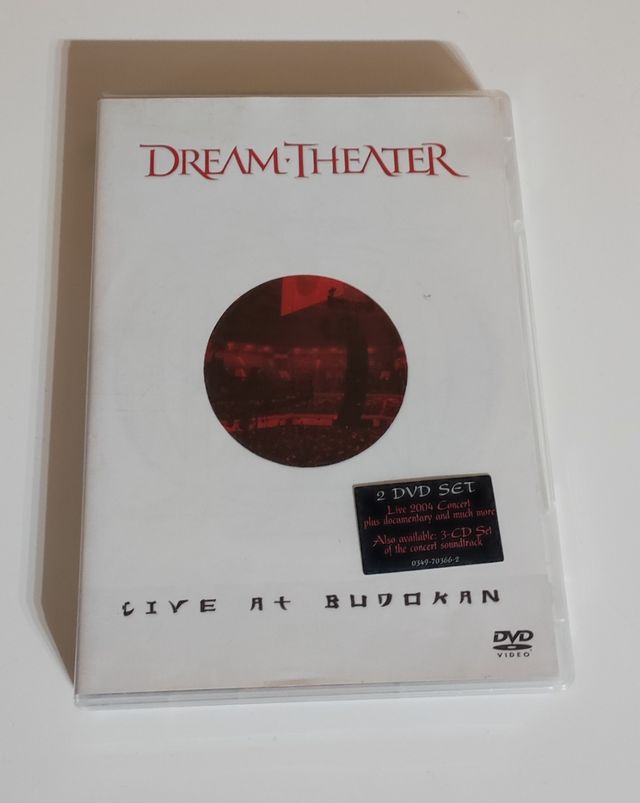 DREAM·THEATER
2 DVD SET
Live 2004 Concert
plus documentary and much more
Also available: 3-CD Set
of the concert soundtrack
0349-70366-2
LIVE At BUDOKAN
DVD
VIDEO